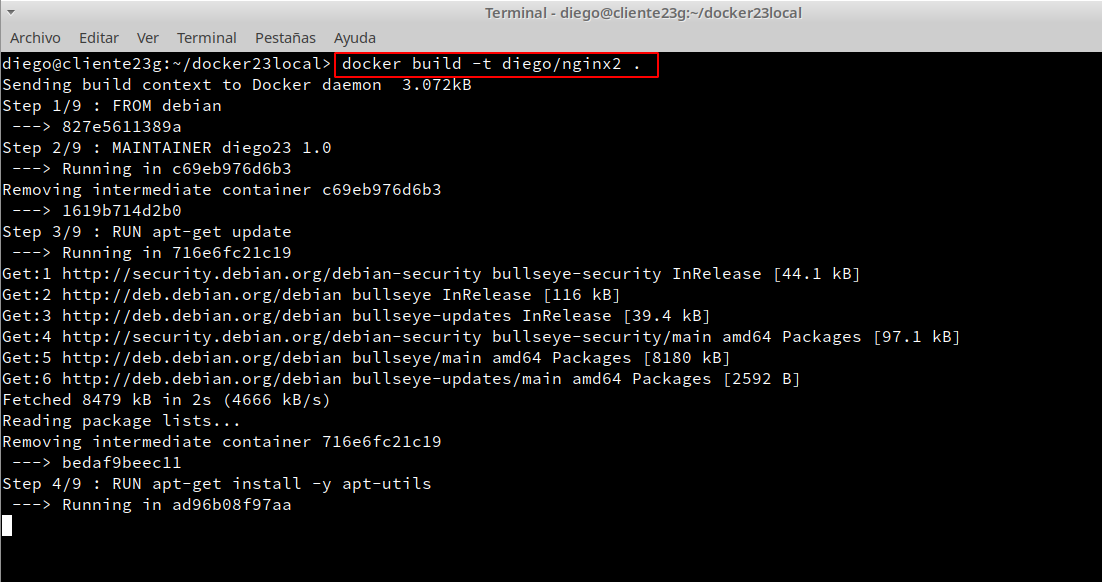 Terminal - diego@cliente23g:~/docker23local
Archivo Editar Ver Terminal Pestañas Ayuda
diego@cliente23g:~/docker23local> docker build -t diego/nginx2 .
Sending build context to Docker daemon  3.072kB
Step 1/9 : FROM debian
 ---> 827e5611389a
Step 2/9 : MAINTAINER diego23 1.0
 ---> Running in c69eb976d6b3
Removing intermediate container c69eb976d6b3
 ---> 1619b714d2b0
Step 3/9 : RUN apt-get update
 ---> Running in 716e6fc21c19
Get:1 http://security.debian.org/debian-security bullseye-security InRelease [44.1 kB]
Get:2 http://deb.debian.org/debian bullseye InRelease [116 kB]
Get:3 http://deb.debian.org/debian bullseye-updates InRelease [39.4 kB]
Get:4 http://security.debian.org/debian-security bullseye-security/main amd64 Packages [97.1 kB]
Get:5 http://deb.debian.org/debian bullseye/main amd64 Packages [8180 kB]
Get:6 http://deb.debian.org/debian bullseye-updates/main amd64 Packages [2592 B]
Fetched 8479 kB in 2s (4666 kB/s)
Reading package lists...
Removing intermediate container 716e6fc21c19
 ---> bedaf9beec11
Step 4/9 : RUN apt-get install -y apt-utils
 ---> Running in ad96b08f97aa